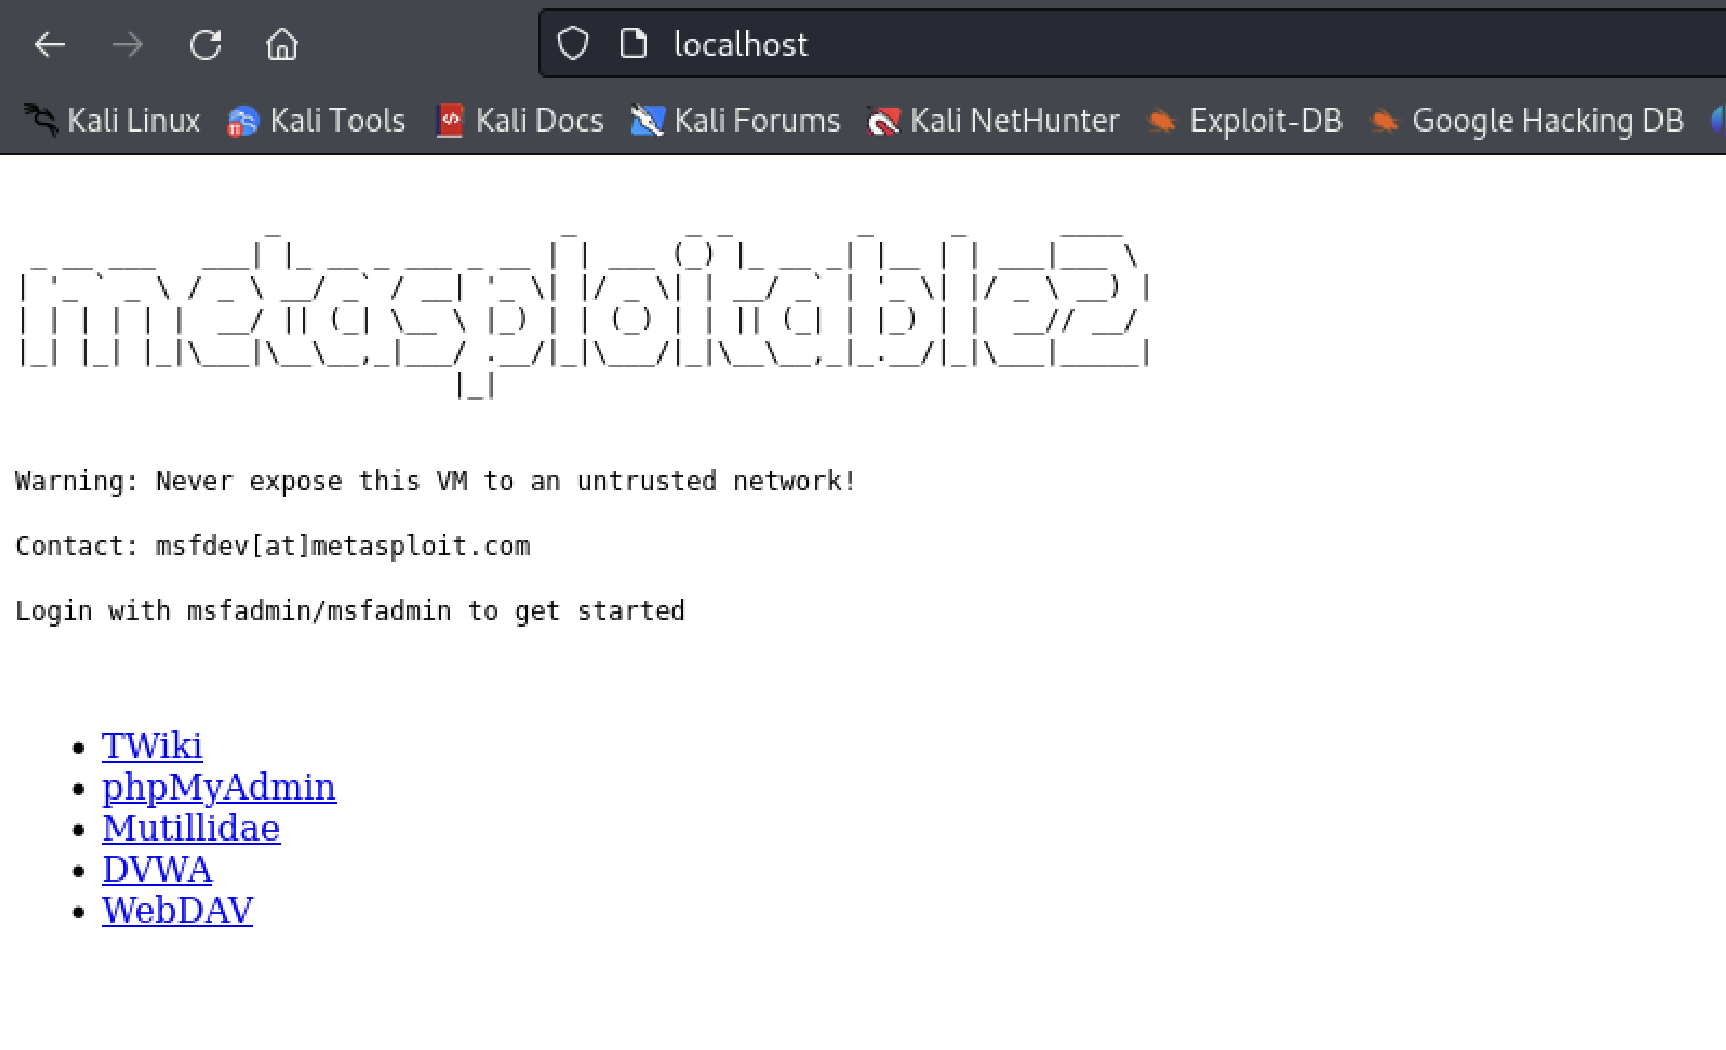 localhost
Kali Linux Kali Tools Kali Docs Kali Forums Kali NetHunter Exploit-DB Google Hacking DB
metasploitable2
Warning: Never expose this VM to an untrusted network!
Contact: msfdev[at]metasploit.com
Login with msfadmin/msfadmin to get started
TWiki
phpMyAdmin
Mutillidae
DVWA
WebDAV